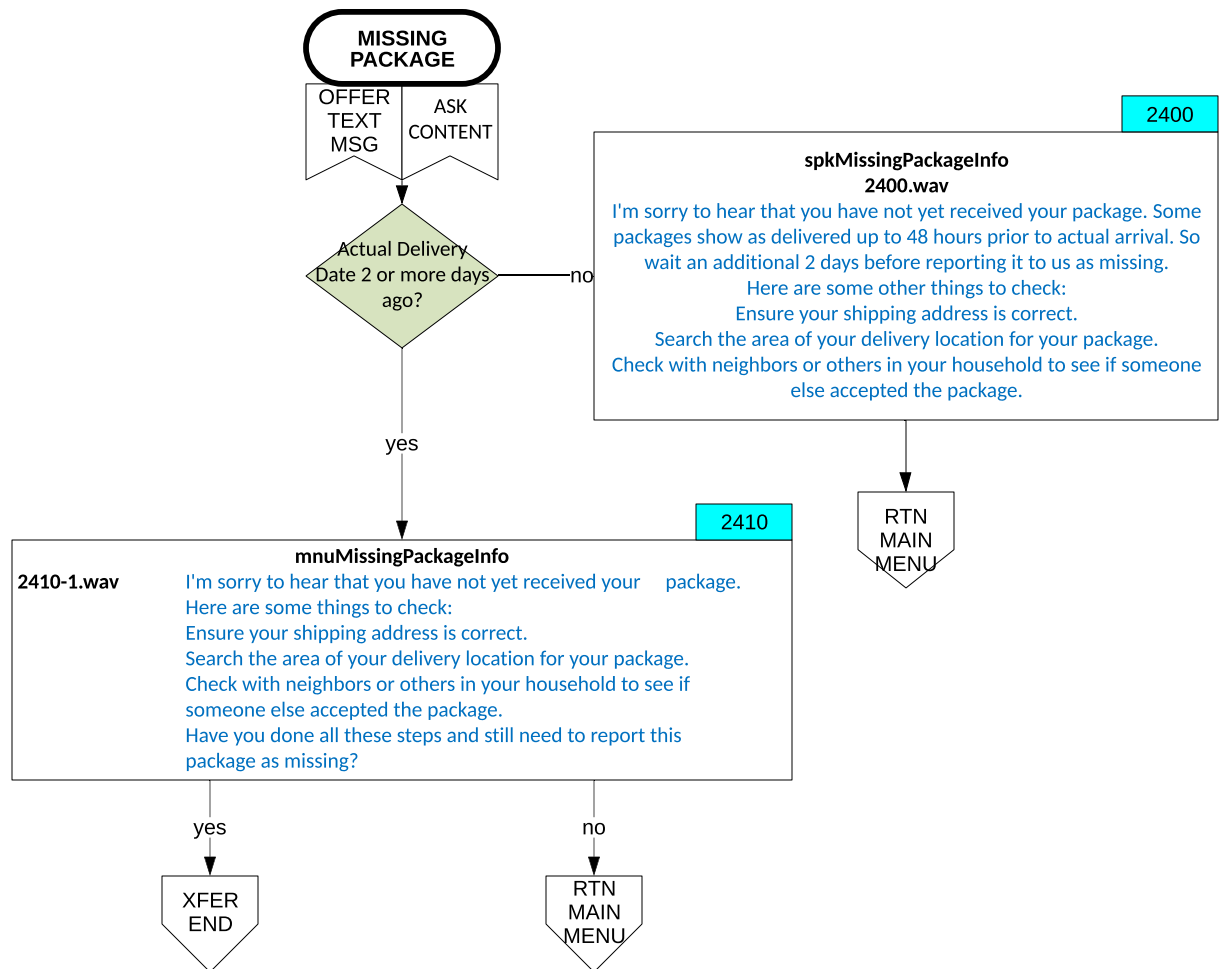 MISSING
PACKAGE
OFFER
TEXT
MSG
ASK
CONTENT
2400
spkMissingPackageInfo
2400.wav
I'm sorry to hear that you have not yet received your package. Some
packages show as delivered up to 48 hours prior to actual arrival. So
wait an additional 2 days before reporting it to us as missing.
Here are some other things to check:
Ensure your shipping address is correct.
Search the area of your delivery location for your package.
Check with neighbors or others in your household to see if someone
else accepted the package.
Actual Delivery
Date 2 or more days
ago?
no
yes
RTN
MAIN
MENU
2410
mnuMissingPackageInfo
2410-1.wav I'm sorry to hear that you have not yet received your package.
Here are some things to check:
Ensure your shipping address is correct.
Search the area of your delivery location for your package.
Check with neighbors or others in your household to see if
someone else accepted the package.
Have you done all these steps and still need to report this
package as missing?
yes
no
XFER
END
RTN
MAIN
MENU